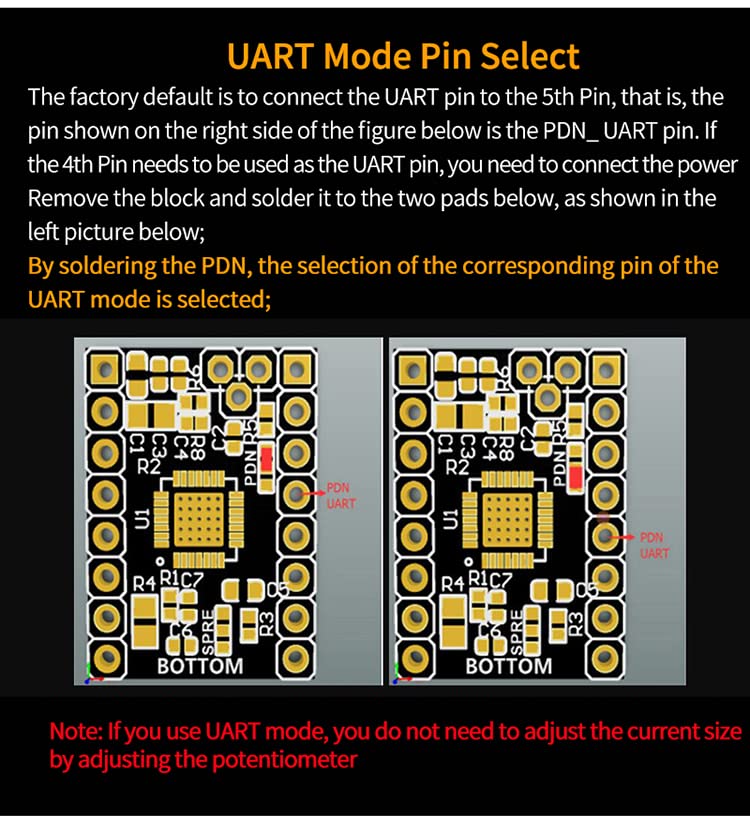 UART Mode Pin Select
The factory default is to connect the UART pin to the 5th Pin, that is, the
pin shown on the right side of the figure below is the PDN_ UART pin. If
the 4th Pin needs to be used as the UART pin, you need to connect the power
Remove the block and solder it to the two pads below, as shown in the
left picture below;
By soldering the PDN, the selection of the corresponding pin of the
UART mode is selected;
R6
C1
C3
C4
R8
C2
R5
R2
PDN
U1
PDN
UART
R4
R1
C7
C5
C6
SPRE
R3
BOTTOM
R6
C1
C3
C4
R8
C2
R5
R2
PDN
U1
PDN
UART
R4
R1
C7
C5
C6
SPRE
R3
BOTTOM
Note: If you use UART mode, you do not need to adjust the current size
by adjusting the potentiometer